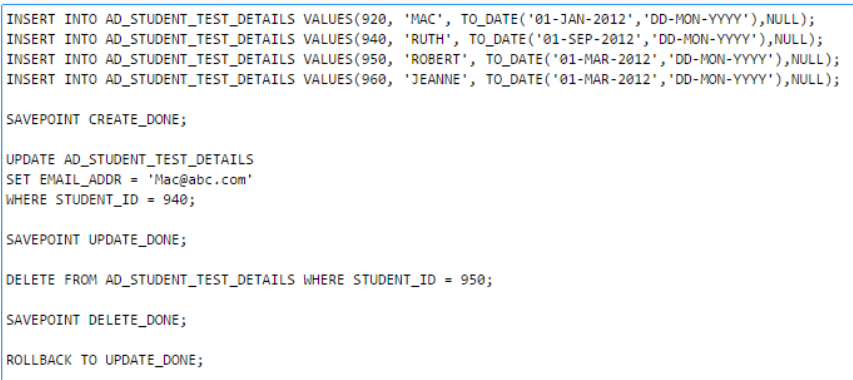 INSERT INTO AD_STUDENT_TEST_DETAILS VALUES(920, 'MAC', TO_DATE('01-JAN-2012','DD-MON-YYYY'),NULL);
INSERT INTO AD_STUDENT_TEST_DETAILS VALUES(940, 'RUTH', TO_DATE('01-SEP-2012','DD-MON-YYYY'),NULL);
INSERT INTO AD_STUDENT_TEST_DETAILS VALUES(950, 'ROBERT', TO_DATE('01-MAR-2012','DD-MON-YYYY'),NULL);
INSERT INTO AD_STUDENT_TEST_DETAILS VALUES(960, 'JEANNE', TO_DATE('01-MAR-2012','DD-MON-YYYY'),NULL);
SAVEPOINT CREATE_DONE;
UPDATE AD_STUDENT_TEST_DETAILS
SET EMAIL_ADDR = 'Mac@abc.com'
WHERE STUDENT_ID = 940;
SAVEPOINT UPDATE_DONE;
DELETE FROM AD_STUDENT_TEST_DETAILS WHERE STUDENT_ID = 950;
SAVEPOINT DELETE_DONE;
ROLLBACK TO UPDATE_DONE;